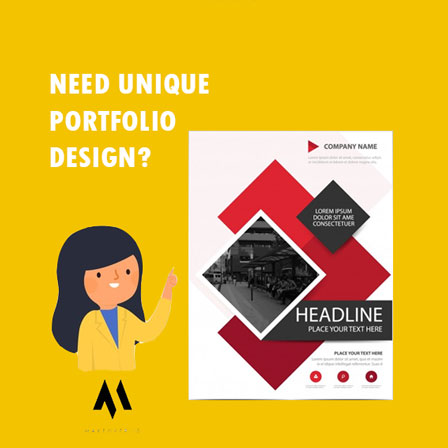 NEED UNIQUE
PORTFOLIO
DESIGN?
COMPANY NAME
LOREM IPSUM
DOLOR SIT AMET
CONSECTETUER
HEADLINE
PLACE YOUR TEXT HERE
PLACE YOUR TEXT HERE